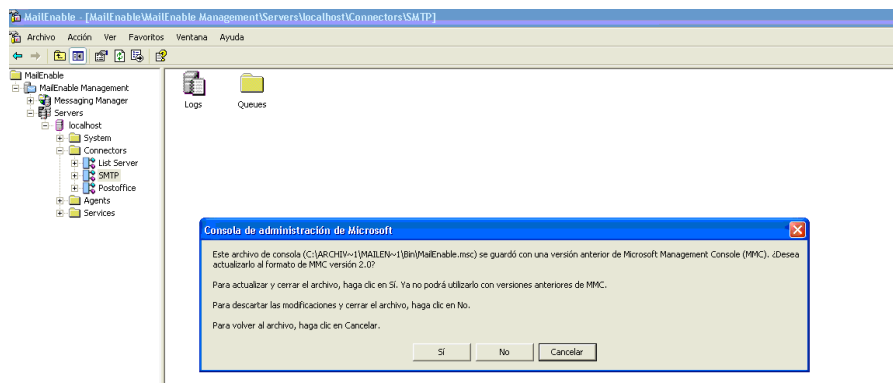 MailEnable - [MailEnable\MailEnable Management\Servers\localhost\Connectors\SMTP]
Archivo Acción Ver Favoritos Ventana Ayuda
MailEnable
MailEnable Management
Messaging Manager
Servers
localhost
System
Connectors
List Server
SMTP
Postoffice
Agents
Services
Logs
Queues
Consola de administración de Microsoft
Este archivo de consola (C:\ARCHIV~1\MAILEN~1\Bin\MailEnable.msc) se guardó con una versión anterior de Microsoft Management Console (MMC). ¿Desea
actualizarlo al formato de MMC versión 2.0?
Para actualizar y cerrar el archivo, haga clic en Sí. Ya no podrá utilizarlo con versiones anteriores de MMC.
Para descartar las modificaciones y cerrar el archivo, haga clic en No.
Para volver al archivo, haga clic en Cancelar.
Sí No Cancelar